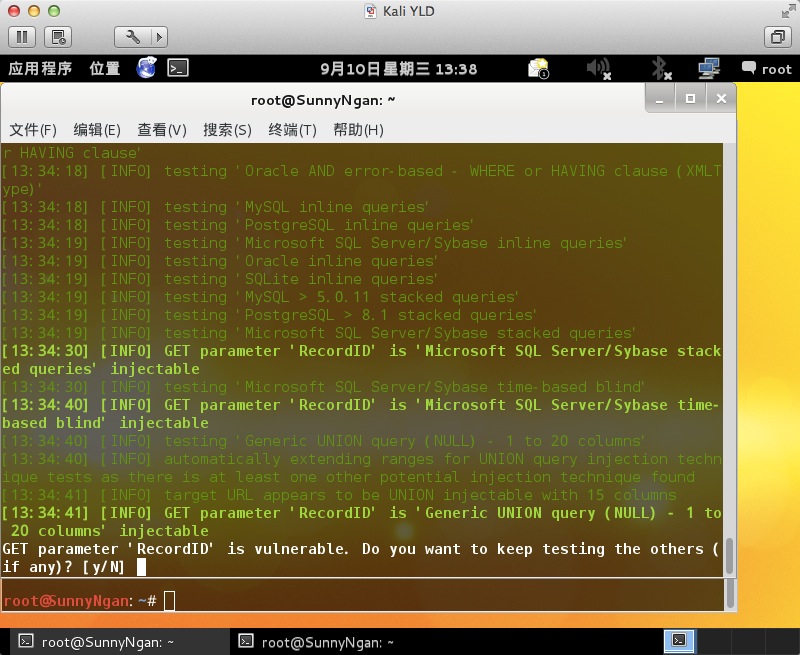 Kali YLD
应用程序 位置 9月10日星期三 13:38 1 root
root@SunnyNgan: ~
文件(F) 编辑(E) 查看(V) 搜索(S) 终端(T) 帮助(H)
r HAVING clause'
[13:34:18] [INFO] testing 'Oracle AND error-based - WHERE or HAVING clause (XMLT
ype)'
[13:34:18] [INFO] testing 'MySQL inline queries'
[13:34:18] [INFO] testing 'PostgreSQL inline queries'
[13:34:19] [INFO] testing 'Microsoft SQL Server/Sybase inline queries'
[13:34:19] [INFO] testing 'Oracle inline queries'
[13:34:19] [INFO] testing 'SQLite inline queries'
[13:34:19] [INFO] testing 'MySQL > 5.0.11 stacked queries'
[13:34:19] [INFO] testing 'PostgreSQL > 8.1 stacked queries'
[13:34:19] [INFO] testing 'Microsoft SQL Server/Sybase stacked queries'
[13:34:30] [INFO] GET parameter 'RecordID' is 'Microsoft SQL Server/Sybase stack
ed queries' injectable
[13:34:30] [INFO] testing 'Microsoft SQL Server/Sybase time-based blind'
[13:34:40] [INFO] GET parameter 'RecordID' is 'Microsoft SQL Server/Sybase time-
based blind' injectable
[13:34:40] [INFO] testing 'Generic UNION query (NULL) - 1 to 20 columns'
[13:34:40] [INFO] automatically extending ranges for UNION query injection techn
ique tests as there is at least one other potential injection technique found
[13:34:41] [INFO] target URL appears to be UNION injectable with 15 columns
[13:34:41] [INFO] GET parameter 'RecordID' is 'Generic UNION query (NULL) - 1 to
20 columns' injectable
GET parameter 'RecordID' is vulnerable. Do you want to keep testing the others (
if any)? [y/N]
root@SunnyNgan:~#
root@SunnyNgan: ~ root@SunnyNgan: ~